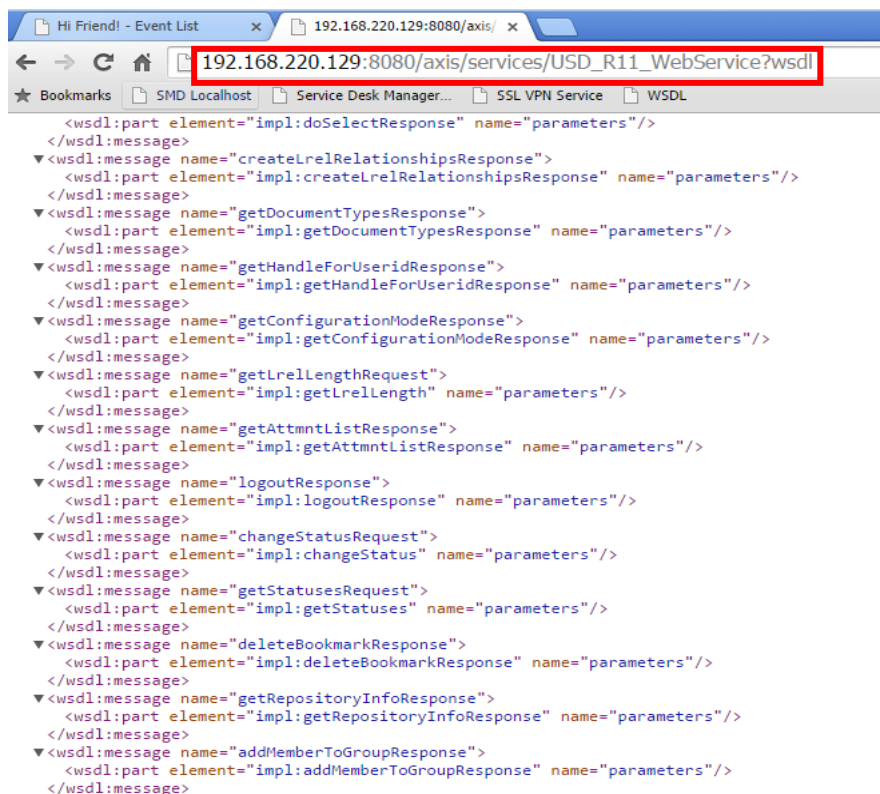 Hi Friend! - Event List × 192.168.220.129:8080/axis/ ×
192.168.220.129:8080/axis/services/USD_R11_WebService?wsdl
Bookmarks SMD Localhost Service Desk Manager... SSL VPN Service WSDL
<wsdl:part element="impl:doSelectResponse" name="parameters"/>
</wsdl:message>
▼<wsdl:message name="createLrelRelationshipsResponse">
<wsdl:part element="impl:createLrelRelationshipsResponse" name="parameters"/>
</wsdl:message>
▼<wsdl:message name="getDocumentTypesResponse">
<wsdl:part element="impl:getDocumentTypesResponse" name="parameters"/>
</wsdl:message>
▼<wsdl:message name="getHandleForUseridResponse">
<wsdl:part element="impl:getHandleForUseridResponse" name="parameters"/>
</wsdl:message>
▼<wsdl:message name="getConfigurationModeResponse">
<wsdl:part element="impl:getConfigurationModeResponse" name="parameters"/>
</wsdl:message>
▼<wsdl:message name="getLrelLengthRequest">
<wsdl:part element="impl:getLrelLength" name="parameters"/>
</wsdl:message>
▼<wsdl:message name="getAttmntListResponse">
<wsdl:part element="impl:getAttmntListResponse" name="parameters"/>
</wsdl:message>
▼<wsdl:message name="logoutResponse">
<wsdl:part element="impl:logoutResponse" name="parameters"/>
</wsdl:message>
▼<wsdl:message name="changeStatusRequest">
<wsdl:part element="impl:changeStatus" name="parameters"/>
</wsdl:message>
▼<wsdl:message name="getStatusesRequest">
<wsdl:part element="impl:getStatuses" name="parameters"/>
</wsdl:message>
▼<wsdl:message name="deleteBookmarkResponse">
<wsdl:part element="impl:deleteBookmarkResponse" name="parameters"/>
</wsdl:message>
▼<wsdl:message name="getRepositoryInfoResponse">
<wsdl:part element="impl:getRepositoryInfoResponse" name="parameters"/>
</wsdl:message>
▼<wsdl:message name="addMemberToGroupResponse">
<wsdl:part element="impl:addMemberToGroupResponse" name="parameters"/>
</wsdl:message>